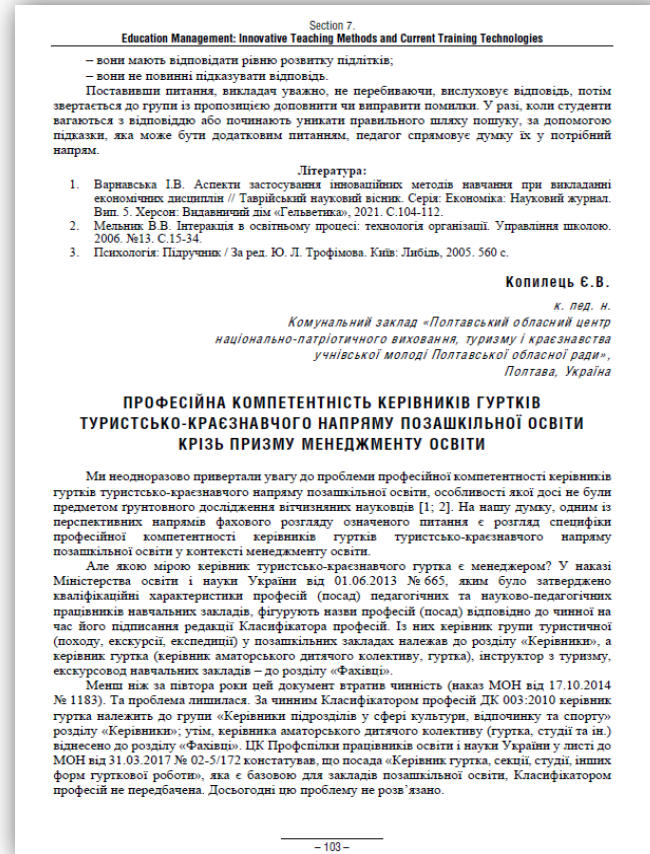 Section 7.
Education Management: Innovative Teaching Methods and Current Training Technologies
– вони мають відповідати рівню розвитку підлітків;
– вони не повинні підказувати відповідь.
Поставивши питання, викладач уважно, не перебиваючи, вислуховує відповідь, потім
звертається до групи із пропозицією доповнити чи виправити помилки. У разі, коли студенти
вагаються з відповіддю або починають уникати правильного шляху пошуку, за допомогою
підказки, яка може бути додатковим питанням, педагог спрямовує думку їх у потрібний
напрям.
Література:
1. Варнавська І.В. Аспекти застосування інноваційних методів навчання при викладанні
економічних дисциплін // Таврійський науковий вісник. Серія: Економіка: Науковий журнал.
Вип. 5. Херсон: Видавничий дім «Гельветика», 2021. С.104-112.
2. Мельник В.В. Інтеракція в освітньому процесі: технологія організації. Управління школою.
2006. №13. С.15-34.
3. Психологія: Підручник / За ред. Ю. Л. Трофімова. Київ: Либідь, 2005. 560 с.
Копилець Є.В.
к. пед. н.
Комунальний заклад «Полтавський обласний центр
національно-патріотичного виховання, туризму і краєзнавства
учнівської молоді Полтавської обласної ради»,
Полтава, Україна
ПРОФЕСІЙНА КОМПЕТЕНТНІСТЬ КЕРІВНИКІВ ГУРТКІВ
ТУРИСТСЬКО-КРАЄЗНАВЧОГО НАПРЯМУ ПОЗАШКІЛЬНОЇ ОСВІТИ
КРІЗЬ ПРИЗМУ МЕНЕДЖМЕНТУ ОСВІТИ
Ми неодноразово привертали увагу до проблеми професійної компетентності керівників
гуртків туристсько-краєзнавчого напряму позашкільної освіти, особливості якої досі не були
предметом ґрунтовного дослідження вітчизняних науковців [1; 2]. На нашу думку, одним із
перспективних напрямів фахового розгляду означеного питання є розгляд специфіки
професійної компетентності керівників гуртків туристсько-краєзнавчого напряму
позашкільної освіти у контексті менеджменту освіти.
Але якою мірою керівник туристсько-краєзнавчого гуртка є менеджером? У наказі
Міністерства освіти і науки України від 01.06.2013 № 665, яким було затверджено
кваліфікаційні характеристики професій (посад) педагогічних та науково-педагогічних
працівників навчальних закладів, фігурують назви професій (посад) відповідно до чинної на
час його підписання редакції Класифікатора професій. Із них керівник групи туристичної
(походу, екскурсії, експедиції) у позашкільних закладах належав до розділу «Керівники», а
керівник гуртка (керівник аматорського дитячого колективу, гуртка), інструктор з туризму,
екскурсовод навчальних закладів – до розділу «Фахівці».
Менш ніж за півтора роки цей документ втратив чинність (наказ МОН від 17.10.2014
№ 1183). Та проблема лишилася. За чинним Класифікатором професій ДК 003:2010 керівник
гуртка належить до групи «Керівники підрозділів у сфері культури, відпочинку та спорту»
розділу «Керівники»; утім, керівника аматорського дитячого колективу (гуртка, студії та ін.)
віднесено до розділу «Фахівці». ЦК Профспілки працівників освіти і науки України у листі до
МОН від 31.03.2017 № 02-5/172 констатував, що посада «Керівник гуртка, секції, студії, інших
форм гурткової роботи», яка є базовою для закладів позашкільної освіти, Класифікатором
професій не передбачена. Досьогодні цю проблему не розв’язано.
– 103 –